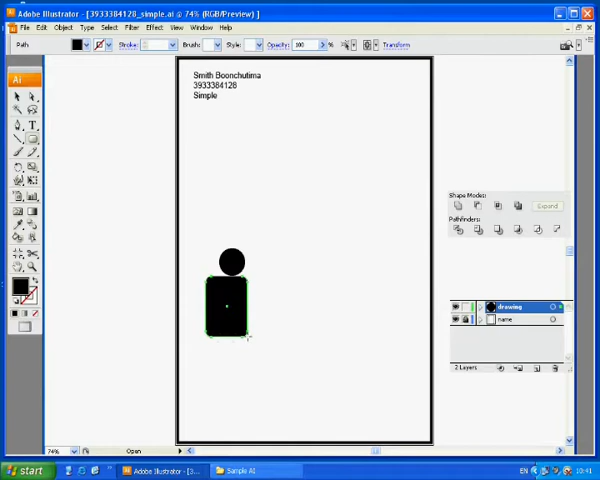 Adobe Illustrator - [3933384128_simple.ai @ 74% (RGB/Preview) ]
File Edit Object Type Select Filter Effect View Window Help
Path Stroke: Brush: Style: Opacity: 100 % Transform
Ai
T
Smith Boonchutima
3933384128
Simple
Shape Modes:
Expand
Pathfinders:
drawing
name
2 Layers
74% Open
start Adobe Illustrator - [39... Sample AI EN 10:41